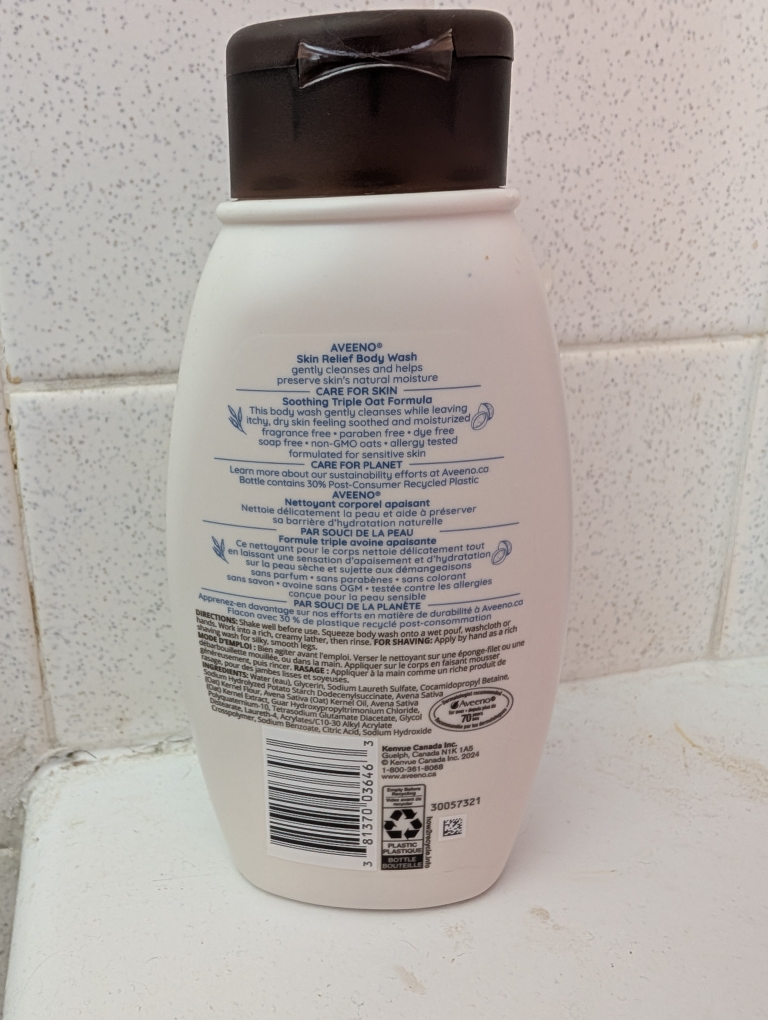 AVEENO®
Skin Relief Body Wash
gently cleanses and helps
preserve skin's natural moisture
CARE FOR SKIN
Soothing Triple Oat Formula
This body wash gently cleanses while leaving
itchy, dry skin feeling soothed and moisturized
fragrance free • paraben free • dye free
soap free • non-GMO oats • allergy tested
formulated for sensitive skin
CARE FOR PLANET
Learn more about our sustainability efforts at Aveeno.ca
Bottle contains 30% Post-Consumer Recycled Plastic
AVEENO®
Nettoyant corporel apaisant
Nettoie délicatement la peau et aide à préserver
sa barrière d'hydratation naturelle
PAR SOUCI DE LA PEAU
Formule triple avoine apaisante
Ce nettoyant pour le corps nettoie délicatement tout
en laissant une sensation d'apaisement et d'hydratation
sur la peau sèche et sujette aux démangeaisons
sans parfum • sans parabènes • sans colorant
sans savon • avoine sans OGM • testée contre les allergies
conçue pour la peau sensible
PAR SOUCI DE LA PLANÈTE
Apprenez-en davantage sur nos efforts en matière de durabilité à Aveeno.ca
Flacon avec 30 % de plastique recyclé post-consommation
DIRECTIONS: Shake well before use. Squeeze body wash onto a wet pouf, washcloth or
hands. Work into a rich, creamy lather, then rinse. FOR SHAVING: Apply by hand as a rich
shaving wash for silky, smooth legs.
MODE D'EMPLOI : Bien agiter avant l'emploi. Verser le nettoyant sur une éponge-filet ou une
débarbouillette mouillée, ou dans la main. Appliquer sur le corps en faisant mousser
généreusement, puis rincer. RASAGE : Appliquer à la main comme un riche produit de
rasage, pour des jambes lisses et soyeuses.
INGREDIENTS: Water (eau), Glycerin, Sodium Laureth Sulfate, Cocamidopropyl Betaine,
Sodium Hydrolyzed Potato Starch Dodecenylsuccinate, Avena Sativa
(Oat) Kernel Flour, Avena Sativa (Oat) Kernel Oil, Avena Sativa
(Oat) Kernel Extract, Guar Hydroxypropyltrimonium Chloride,
Polyquaternium-10, Tetrasodium Glutamate Diacetate, Glycol
Distearate, Laureth-4, Acrylates/C10-30 Alkyl Acrylate
Crosspolymer, Sodium Benzoate, Citric Acid, Sodium Hydroxide
Aveeno®
70
3 81370 03646 3
Kenvue Canada Inc.
Guelph, Canada N1K 1A5
© Kenvue Canada Inc. 2024
1-800-361-8068
www.aveeno.ca
Empty Before
Recycling
Videz avant de
recycler
PLASTIC
PLASTIQUE
BOTTLE
BOUTEILLE
how2recycle.info
30057321